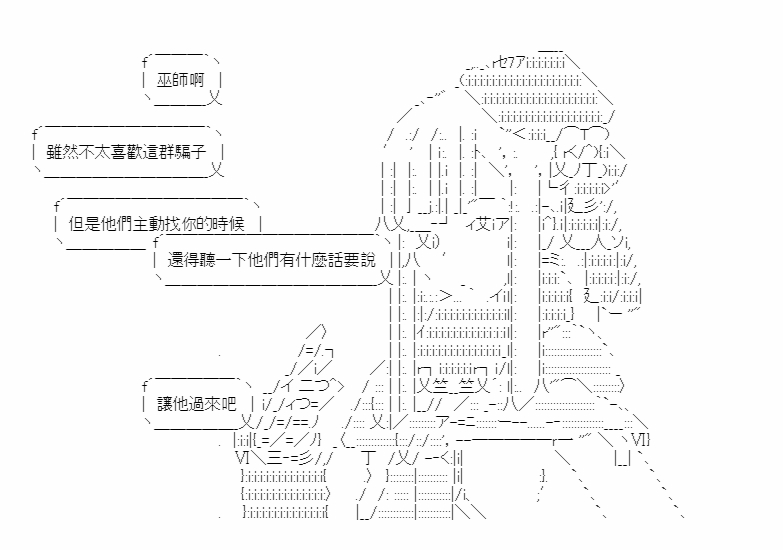 巫師啊
雖然不太喜歡這群騙子
但是他們主動找你的時候
還得聽一下他們有什麼話要說
讓他過來吧